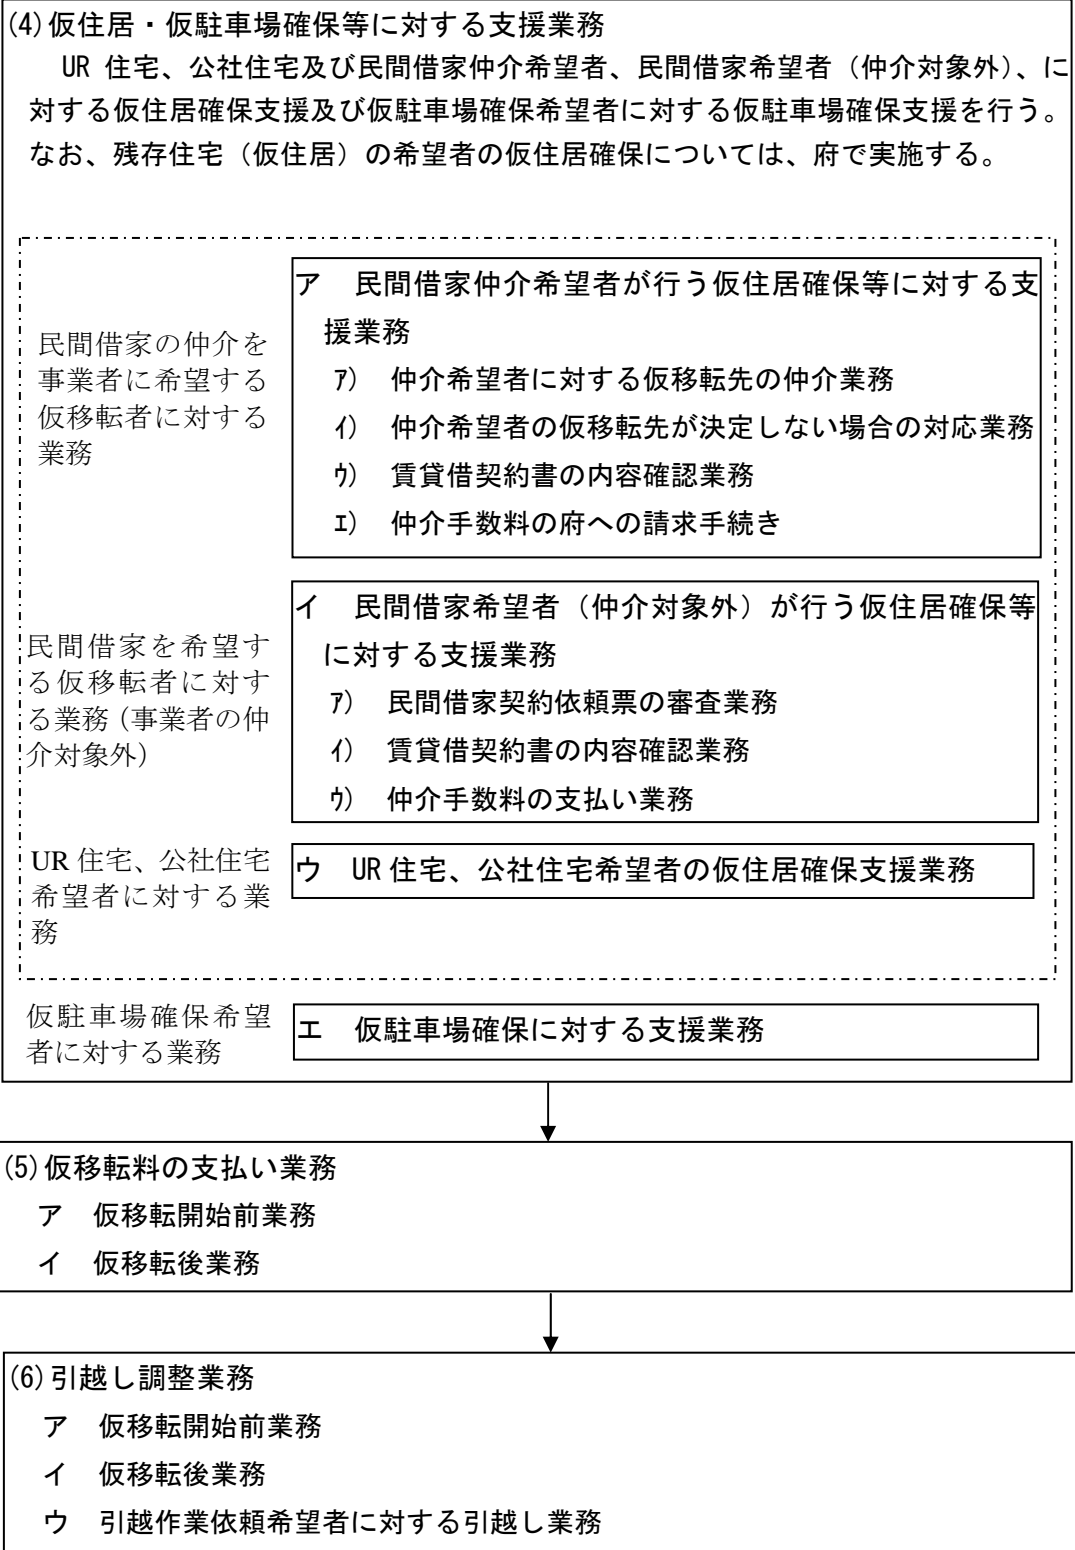 (4)仮住居・仮駐車場確保等に対する支援業務
UR 住宅、公社住宅及び民間借家仲介希望者、民間借家希望者（仲介対象外）、に
対する仮住居確保支援及び仮駐車場確保希望者に対する仮駐車場確保支援を行う。
なお、残存住宅（仮住居）の希望者の仮住居確保については、府で実施する。
民間借家の仲介を
事業者に希望する
仮移転者に対する
業務
ア　民間借家仲介希望者が行う仮住居確保等に対する支
援業務
ｱ)　仲介希望者に対する仮移転先の仲介業務
ｲ)　仲介希望者の仮移転先が決定しない場合の対応業務
ｳ)　賃貸借契約書の内容確認業務
ｴ)　仲介手数料の府への請求手続き
民間借家を希望す
る仮移転者に対す
る業務（事業者の仲
介対象外）
イ　民間借家希望者（仲介対象外）が行う仮住居確保等
に対する支援業務
ｱ)　民間借家契約依頼票の審査業務
ｲ)　賃貸借契約書の内容確認業務
ｳ)　仲介手数料の支払い業務
UR 住宅、公社住宅
希望者に対する業
務
ウ　UR 住宅、公社住宅希望者の仮住居確保支援業務
仮駐車場確保希望
者に対する業務
エ　仮駐車場確保に対する支援業務
(5)仮移転料の支払い業務
ア　仮移転開始前業務
イ　仮移転後業務
(6)引越し調整業務
ア　仮移転開始前業務
イ　仮移転後業務
ウ　引越作業依頼希望者に対する引越し業務